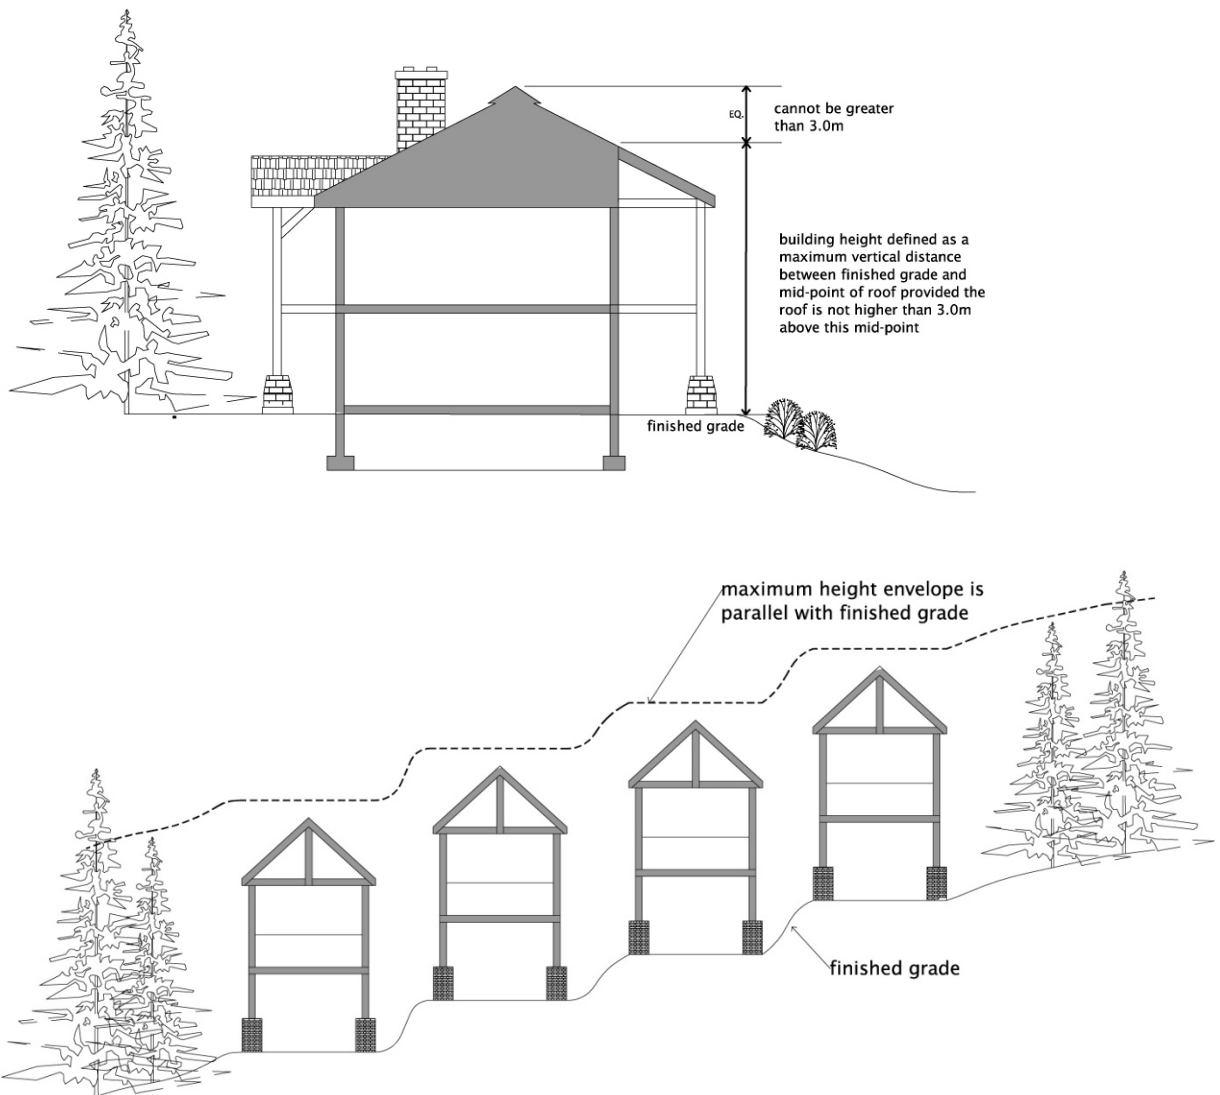 cannot be greater
than 3.0m
EQ.
building height defined as a
maximum vertical distance
between finished grade and
mid-point of roof provided the
roof is not higher than 3.0m
above this mid-point
finished grade
maximum height envelope is
parallel with finished grade
finished grade